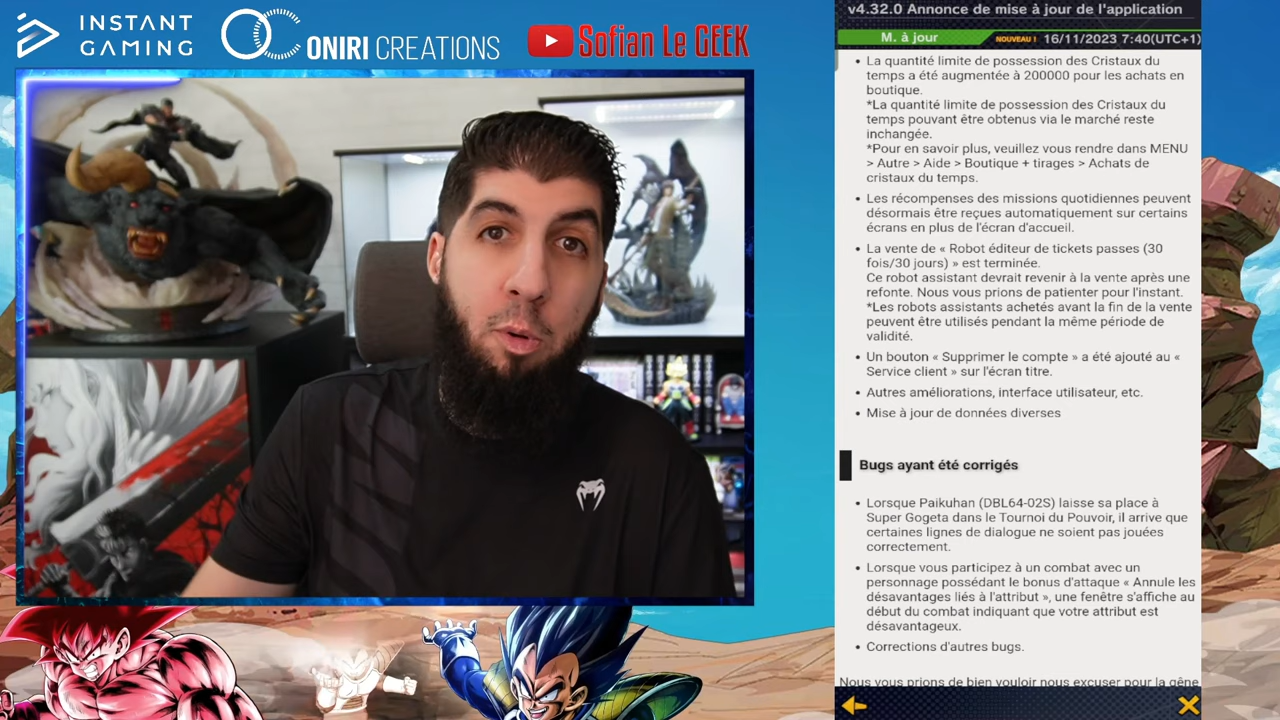 INSTANT
GAMING
ONIRI CREATIONS
Sofian Le GEEK
v4.32.0 Annonce de mise à jour de l'application
M. à jour
NOUVEAU !
16/11/2023 7:40(UTC+1)
• La quantité limite de possession des Cristaux du
temps a été augmentée à 200000 pour les achats en
boutique.
*La quantité limite de possession des Cristaux du
temps pouvant être obtenus via le marché reste
inchangée.
*Pour en savoir plus, veuillez vous rendre dans MENU
> Autre > Aide > Boutique + tirages > Achats de
cristaux du temps.
• Les récompenses des missions quotidiennes peuvent
désormais être reçues automatiquement sur certains
écrans en plus de l'écran d'accueil.
• La vente de « Robot éditeur de tickets passes (30
fois/30 jours) » est terminée.
Ce robot assistant devrait revenir à la vente après une
refonte. Nous vous prions de patienter pour l'instant.
*Les robots assistants achetés avant la fin de la vente
peuvent être utilisés pendant la même période de
validité.
• Un bouton « Supprimer le compte » a été ajouté au «
Service client » sur l'écran titre.
• Autres améliorations, interface utilisateur, etc.
• Mise à jour de données diverses
Bugs ayant été corrigés
• Lorsque Paikuhan (DBL64-02S) laisse sa place à
Super Gogeta dans le Tournoi du Pouvoir, il arrive que
certaines lignes de dialogue ne soient pas jouées
correctement.
• Lorsque vous participez à un combat avec un
personnage possédant le bonus d'attaque « Annule les
désavantages liés à l'attribut », une fenêtre s'affiche au
début du combat indiquant que votre attribut est
désavantageux.
• Corrections d'autres bugs.
Nous vous prions de bien vouloir nous excuser pour la gêne